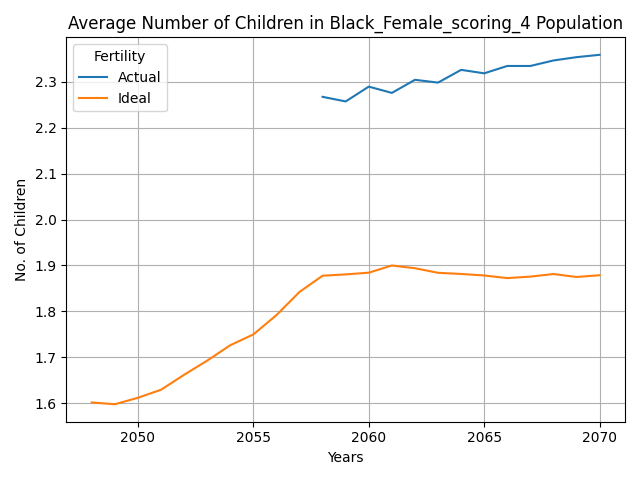 Average Number of Children in Black_Female_scoring_4 Population
Fertility
Actual
Ideal
No. of Children
2.3
2.2
2.1
2.0
1.9
1.8
1.7
1.6
2050 2055 2060 2065 2070
Years